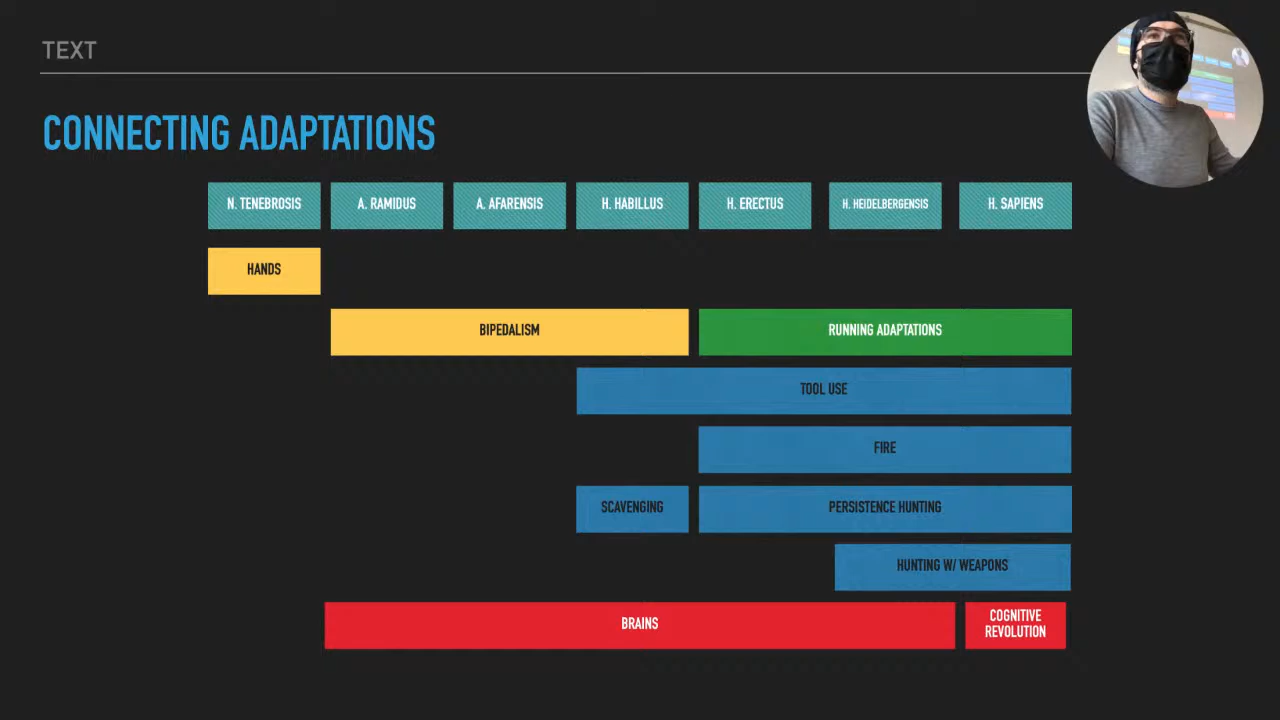 TEXT
CONNECTING ADAPTATIONS
N. TENEBROSIS
A. RAMIDUS
A. AFARENSIS
H. HABILLUS
H. ERECTUS
H. HEIDELBERGENSIS
H. SAPIENS
HANDS
BIPEDALISM
RUNNING ADAPTATIONS
TOOL USE
FIRE
SCAVENGING
PERSISTENCE HUNTING
HUNTING W/ WEAPONS
BRAINS
COGNITIVE
REVOLUTION